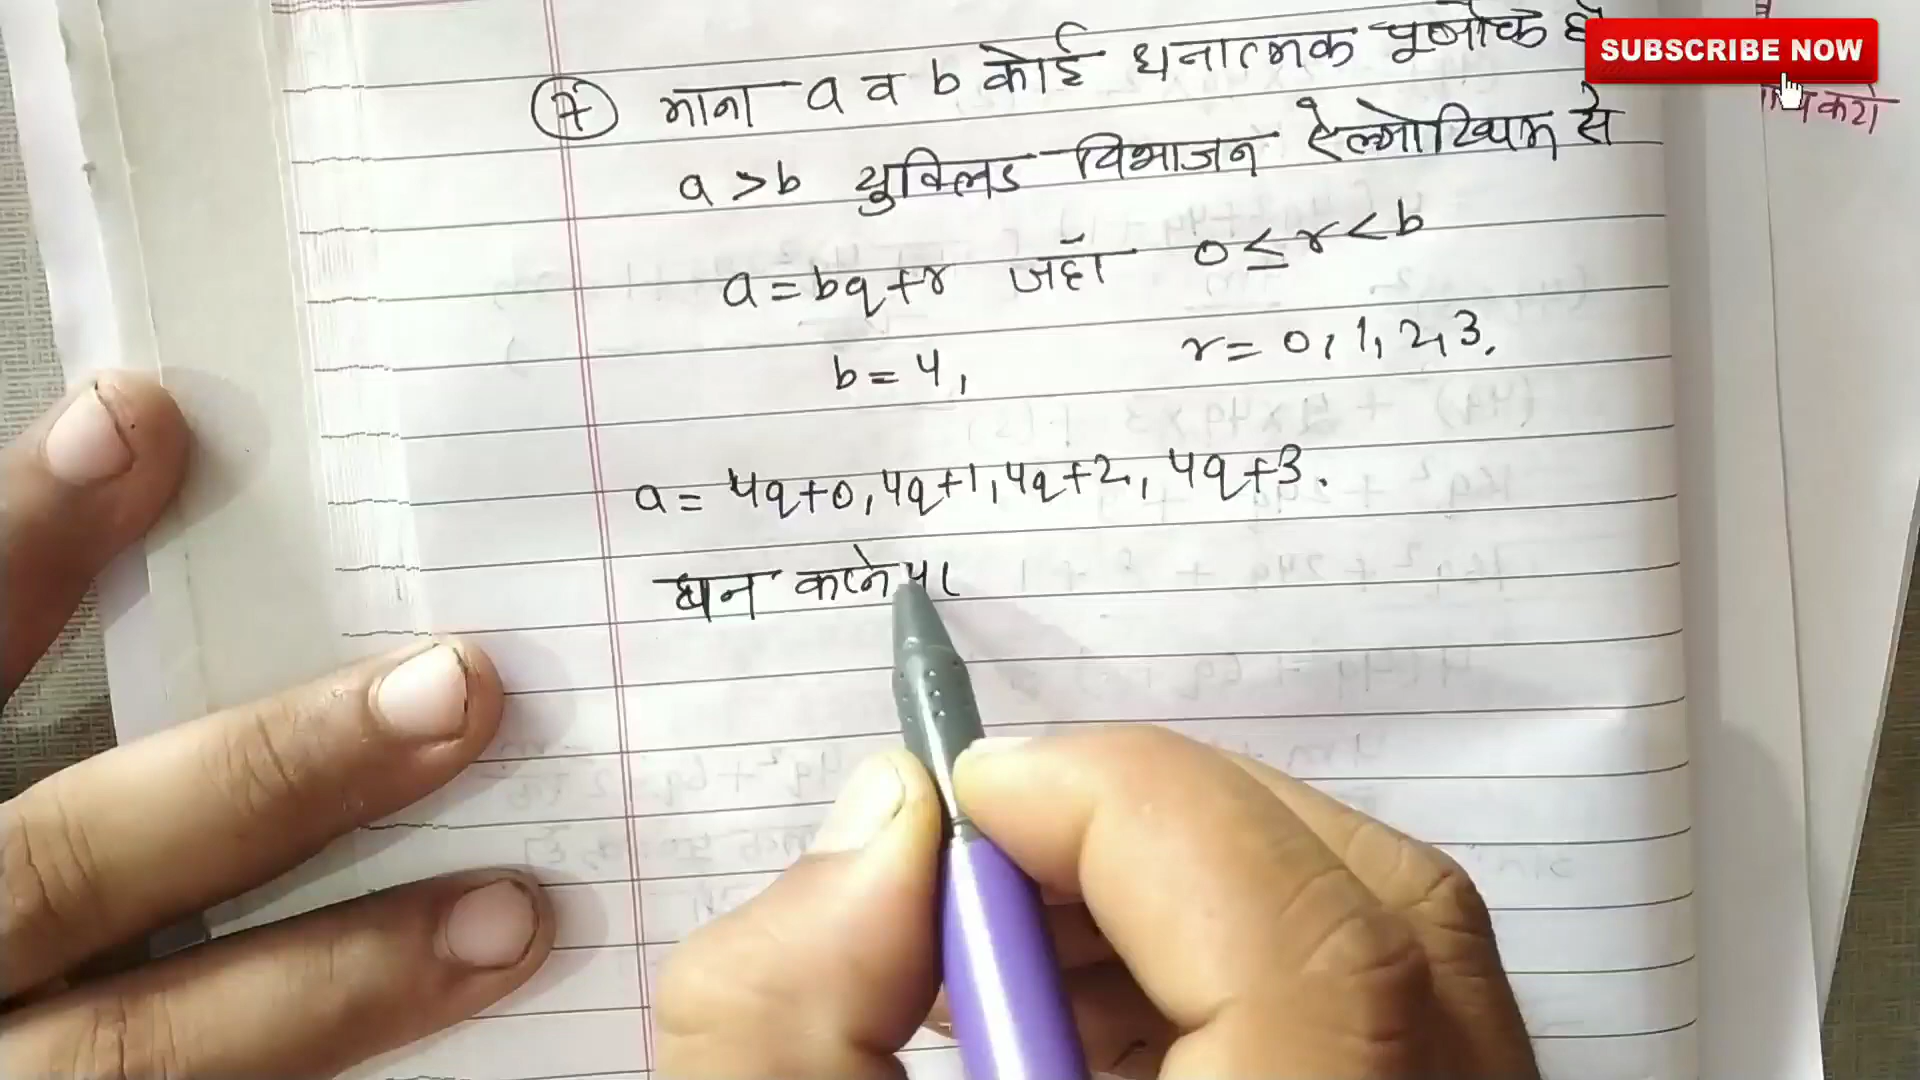 SUBSCRIBE NOW
7 माना a व b कोई धनात्मक पूर्णांक है
a > b युक्लिड विभाजन ऐल्गोरिथम से
a = bq + r जहाँ 0 ≤ r < b
b = 4, r = 0, 1, 2, 3.
a = 4q+0, 4q+1, 4q+2, 4q+3.
घन करने पर